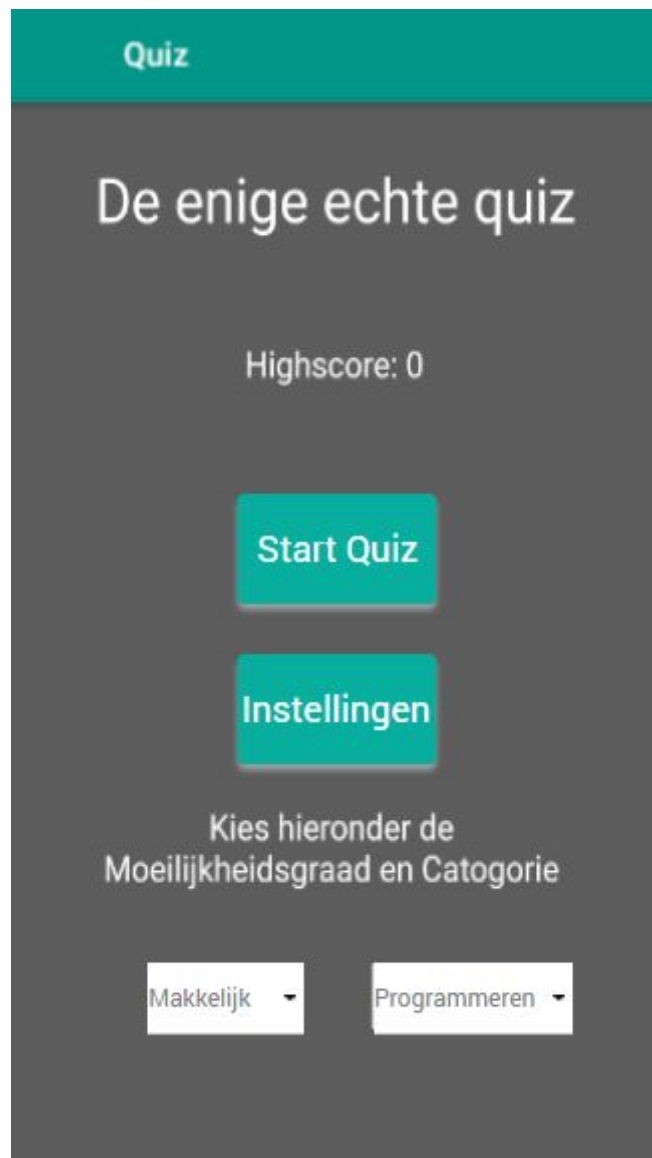 Quiz
De enige echte quiz
Highscore: 0
Start Quiz
Instellingen
Kies hieronder de
Moeilijkheidsgraad en Catogorie
Makkelijk
Programmeren